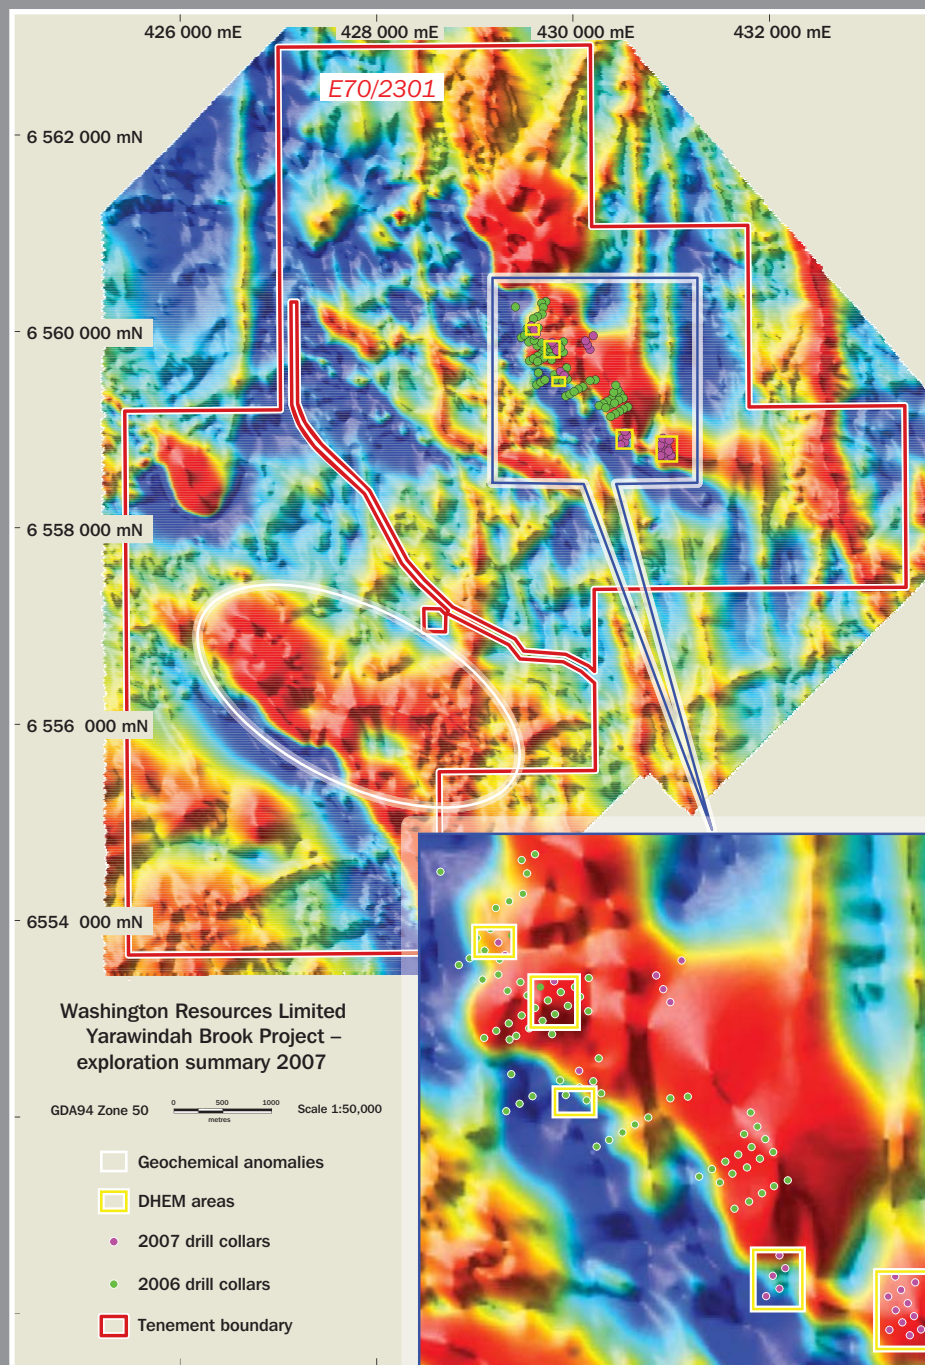 426 000 mE
428 000 mE
430 000 mE
432 000 mE
E70/2301
6 562 000 mN
6 560 000 mN
6 558 000 mN
6 556 000 mN
6554 000 mN
Washington Resources Limited
Yarawindah Brook Project –
exploration summary 2007
GDA94 Zone 50
0 500 1000
metres
Scale 1:50,000
Geochemical anomalies
DHEM areas
2007 drill collars
2006 drill collars
Tenement boundary